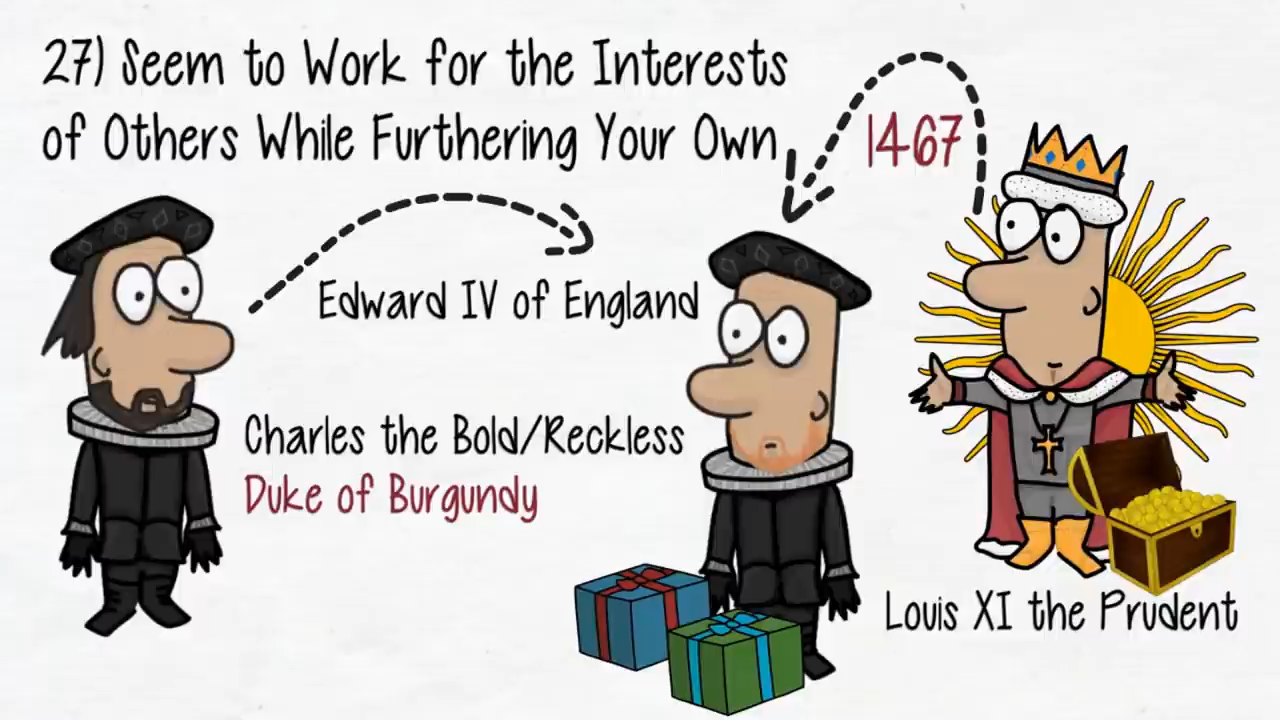 27) Seem to Work for the Interests
of Others While Furthering Your Own
1467
Edward IV of England
Charles the Bold/Reckless
Duke of Burgundy
Louis XI the Prudent